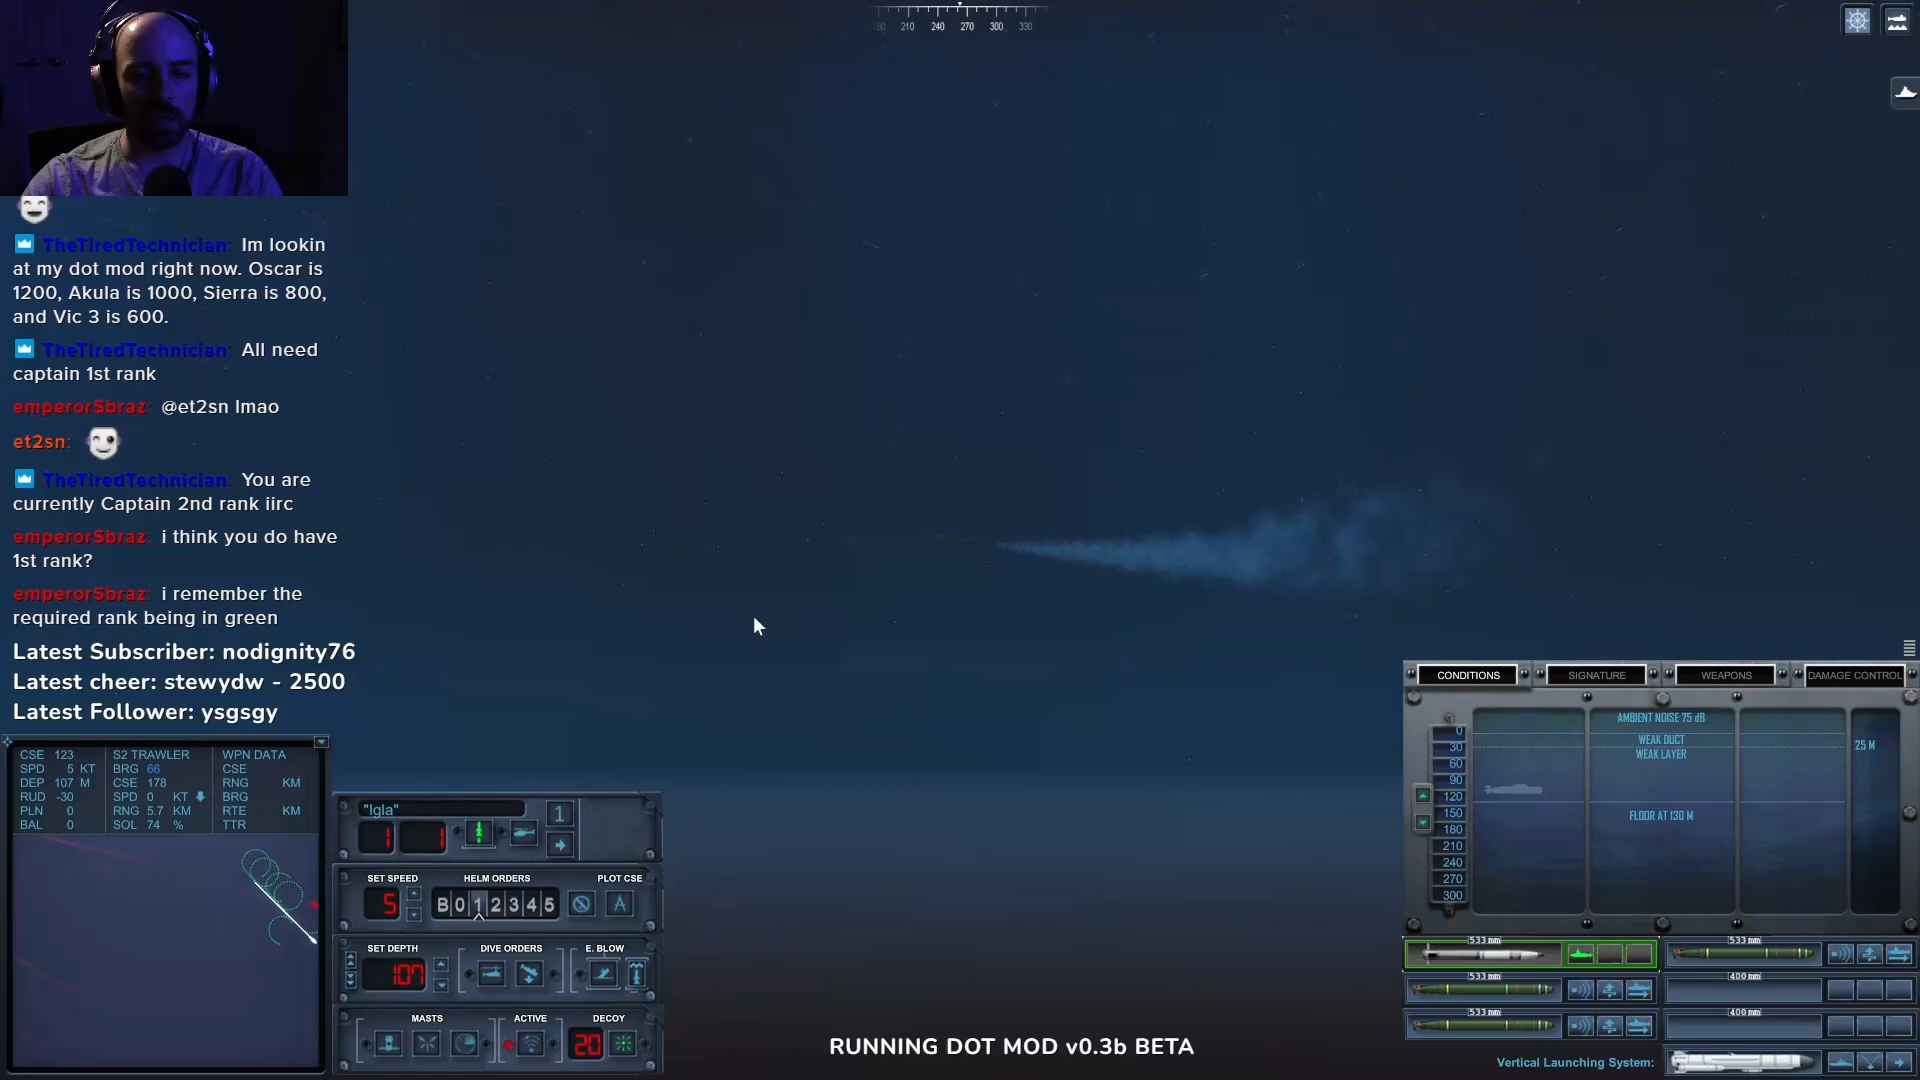 210 240 270 300 330
TheTiredTechnician: Im lookin
at my dot mod right now. Oscar is
1200, Akula is 1000, Sierra is 800,
and Vic 3 is 600.
TheTiredTechnician: All need
captain 1st rank
emperorSbraz: @et2sn lmao
et2sn:
TheTiredTechnician: You are
currently Captain 2nd rank iirc
emperorSbraz: i think you do have
1st rank?
emperorSbraz: i remember the
required rank being in green
Latest Subscriber: nodignity76
Latest cheer: stewydw - 2500
Latest Follower: ysgsgy
CSE 123 S2 TRAWLER WPN DATA
SPD 5 KT BRG 66 CSE
DEP 107 M CSE 178 RNG KM
RUD -30 SPD 0 KT BRG
PLN 0 RNG 5.7 KM RTE KM
BAL 0 SOL 74 % TTR
"Igla" 1
1 1
SET SPEED HELM ORDERS PLOT CSE
5 B 0 1 2 3 4 5
SET DEPTH DIVE ORDERS E. BLOW
107
MASTS ACTIVE DECOY
20
RUNNING DOT MOD v0.3b BETA
CONDITIONS SIGNATURE WEAPONS DAMAGE CONTROL
AMBIENT NOISE 75 dB
0
WEAK DUCT
30 25 M
WEAK LAYER
60
90
120
150
FLOOR AT 130 M
180
210
240
270
300
533 mm 533 mm
533 mm 400 mm
533 mm 400 mm
Vertical Launching System: